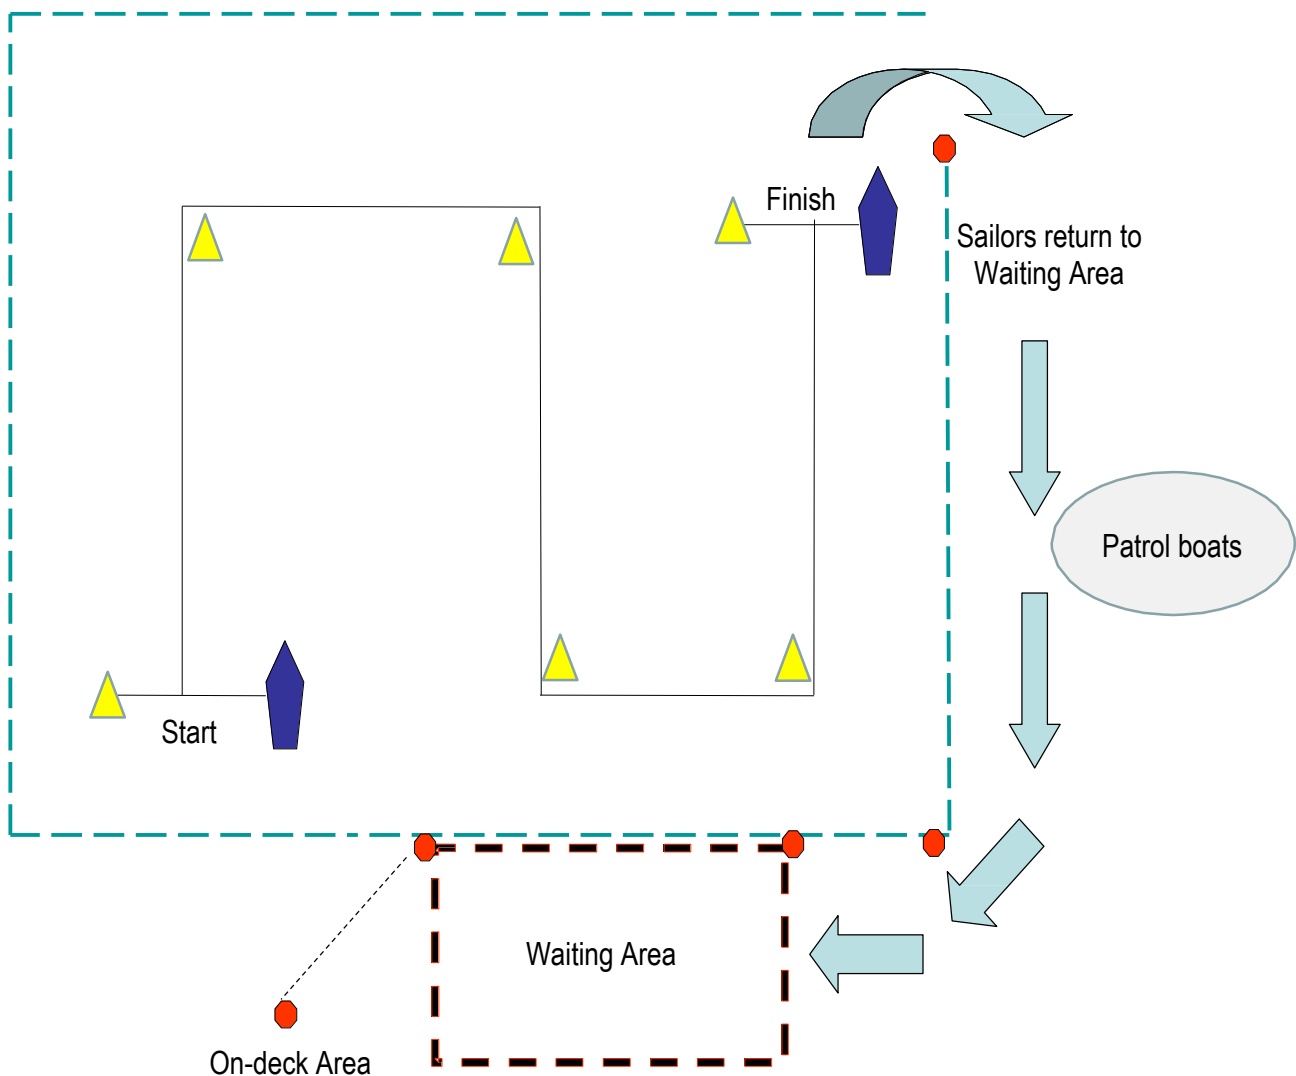 Finish
Sailors return to
Waiting Area
Patrol boats
Start
Waiting Area
On-deck Area